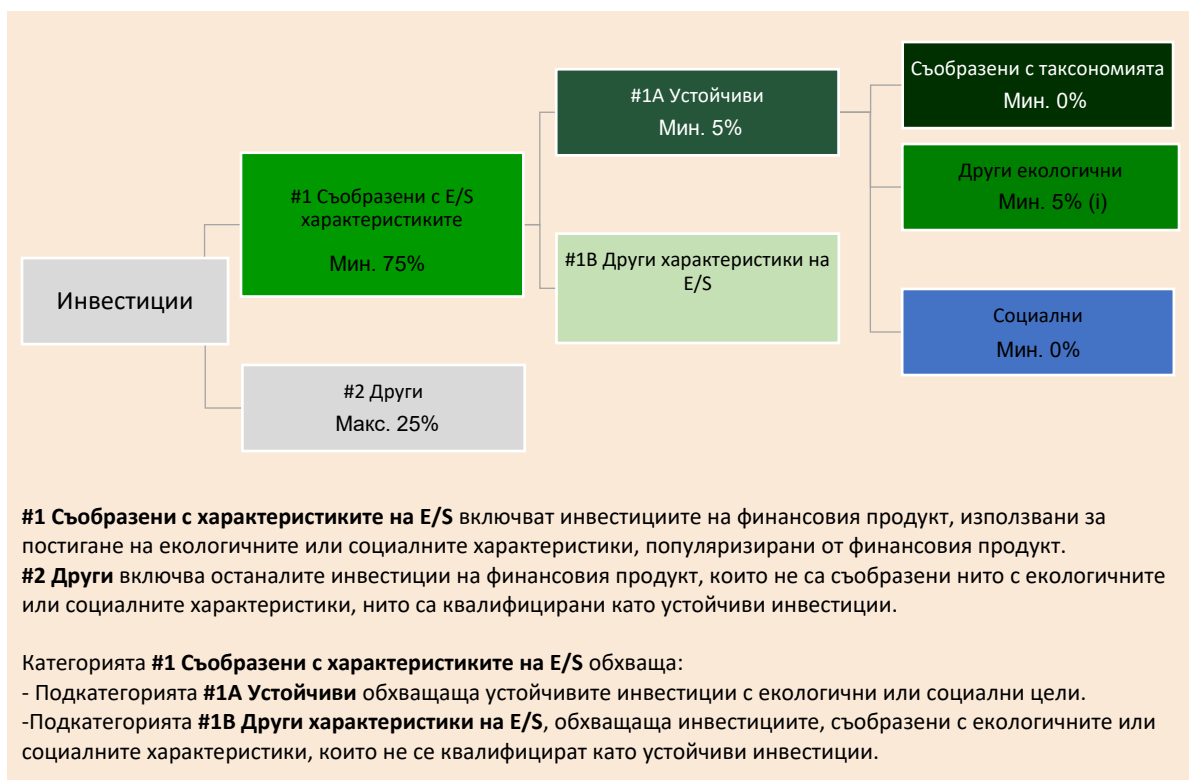 Инвестиции
#1 Съобразени с E/S
характеристиките
Мин. 75%
#2 Други
Макс. 25%
#1A Устойчиви
Мин. 5%
#1B Други характеристики на
E/S
Съобразени с таксономията
Мин. 0%
Други екологични
Мин. 5% (i)
Социални
Мин. 0%
#1 Съобразени с характеристиките на E/S включват инвестициите на финансовия продукт, използвани за
постигане на екологичните или социалните характеристики, популяризирани от финансовия продукт.
#2 Други включва останалите инвестиции на финансовия продукт, които не са съобразени нито с екологичните
или социалните характеристики, нито са квалифицирани като устойчиви инвестиции.
Категорията #1 Съобразени с характеристиките на E/S обхваща:
- Подкатегорията #1A Устойчиви обхващаща устойчивите инвестиции с екологични или социални цели.
-Подкатегорията #1B Други характеристики на E/S, обхващаща инвестициите, съобразени с екологичните или
социалните характеристики, които не се квалифицират като устойчиви инвестиции.